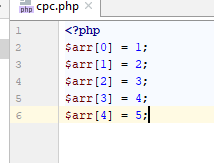 cpc.php
1 <?php
2 $arr[0] = 1;
3 $arr[1] = 2;
4 $arr[2] = 3;
5 $arr[3] = 4;
6 $arr[4] = 5;